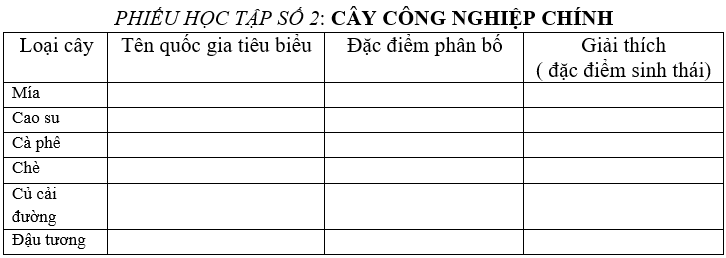 PHIẾU HỌC TẬP SỐ 2: CÂY CÔNG NGHIỆP CHÍNH
Loại cây Tên quốc gia tiêu biểu Đặc điểm phân bố Giải thích
( đặc điểm sinh thái)
Mía
Cao su
Cà phê
Chè
Củ cải
đường
Đậu tương